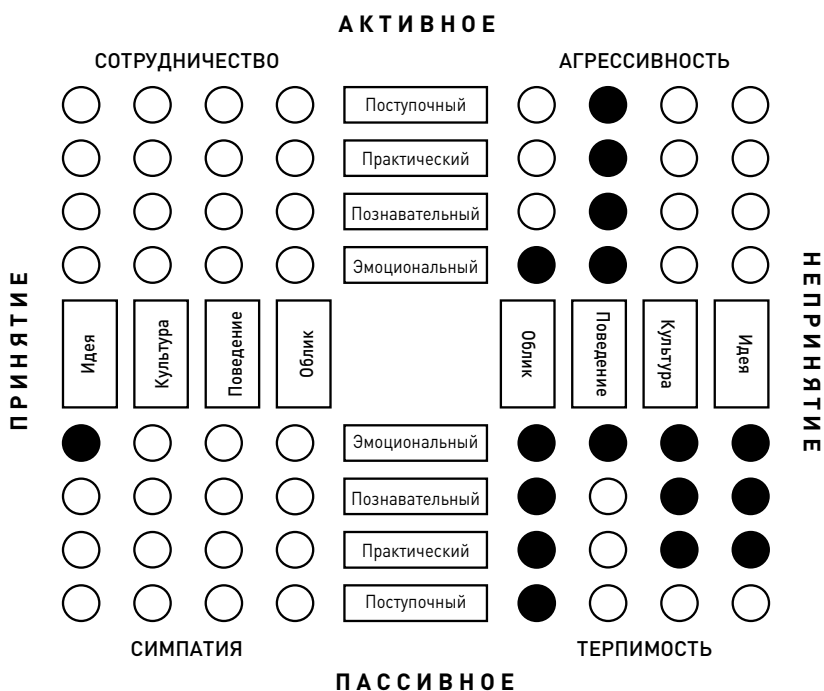 АКТИВНОЕ
СОТРУДНИЧЕСТВО
АГРЕССИВНОСТЬ
Поступочный
Практический
Познавательный
Эмоциональный
ПРИНЯТИЕ
Идея
Культура
Поведение
Облик
Облик
Поведение
Культура
Идея
НЕПРИНЯТИЕ
Эмоциональный
Познавательный
Практический
Поступочный
СИМПАТИЯ
ТЕРПИМОСТЬ
ПАССИВНОЕ